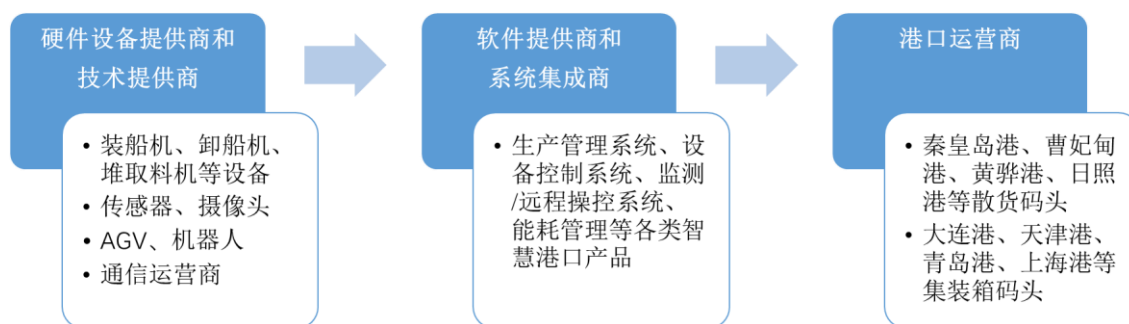 硬件设备提供商和
技术提供商
• 装船机、卸船机、
堆取料机等设备
• 传感器、摄像头
• AGV、机器人
• 通信运营商
软件提供商和
系统集成商
• 生产管理系统、设
备控制系统、监测
/远程操控系统、
能耗管理等各类智
慧港口产品
港口运营商
• 秦皇岛港、曹妃甸
港、黄骅港、日照
港等散货码头
• 大连港、天津港、
青岛港、上海港等
集装箱码头